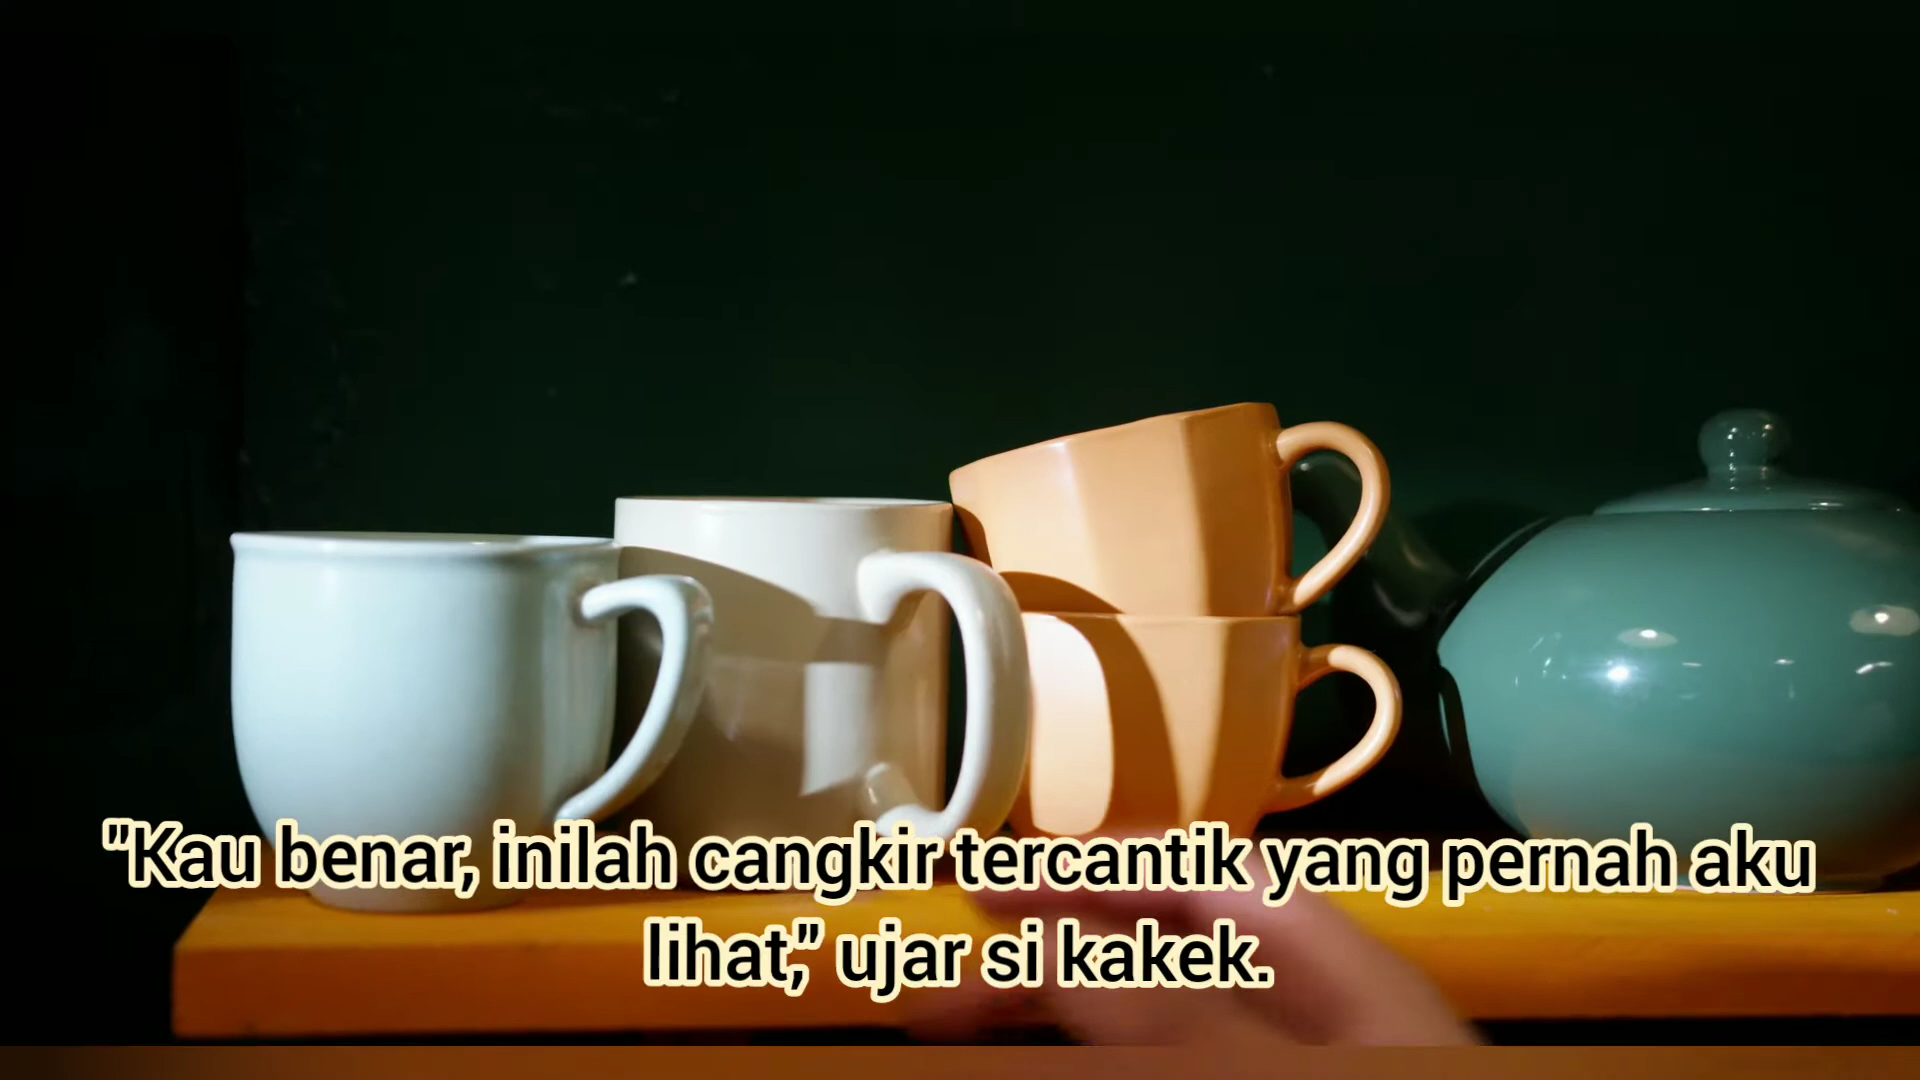 "Kau benar, inilah cangkir tercantik yang pernah aku
lihat," ujar si kakek.